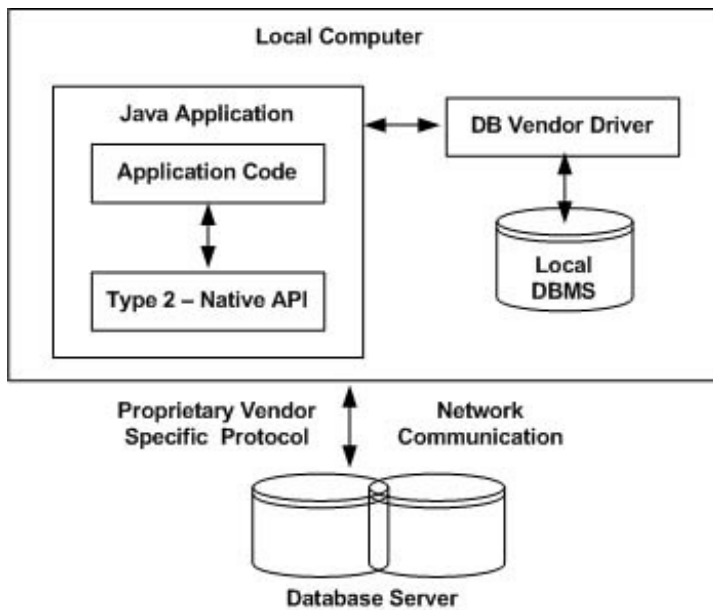 Local Computer
Java Application
DB Vendor Driver
Application Code
Local
DBMS
Type 2 – Native API
Proprietary Vendor
Specific Protocol
Network
Communication
Database Server